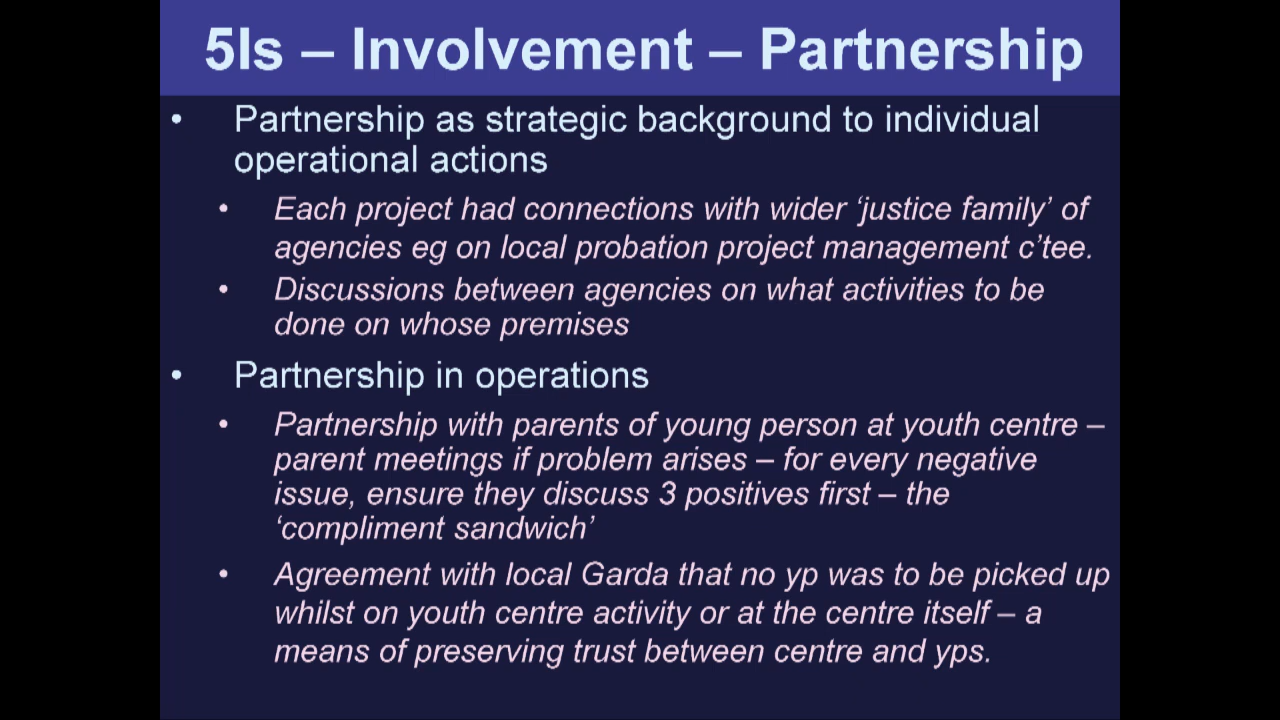 5Is – Involvement – Partnership
• Partnership as strategic background to individual
operational actions
• Each project had connections with wider ‘justice family’ of
agencies eg on local probation project management c’tee.
• Discussions between agencies on what activities to be
done on whose premises
• Partnership in operations
• Partnership with parents of young person at youth centre –
parent meetings if problem arises – for every negative
issue, ensure they discuss 3 positives first – the
‘compliment sandwich’
• Agreement with local Garda that no yp was to be picked up
whilst on youth centre activity or at the centre itself – a
means of preserving trust between centre and yps.